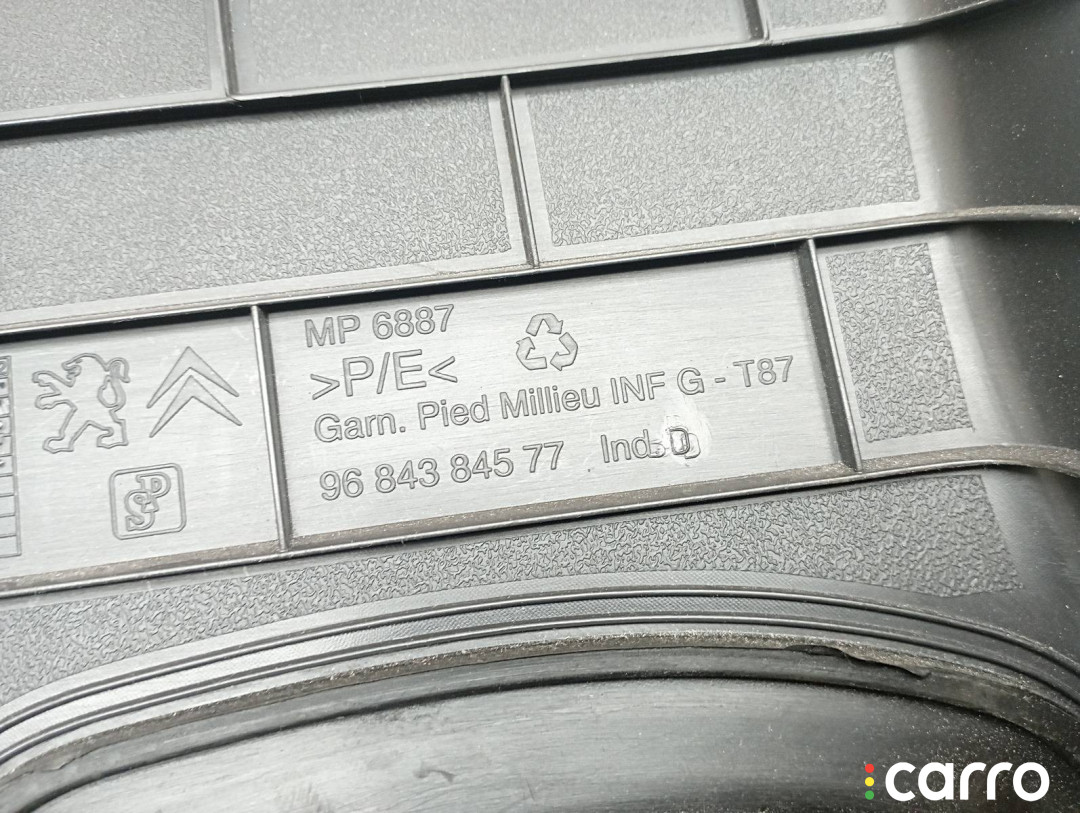 MP 6887
>P/E<
Garn. Pied Millieu INF G - T87
96 843 845 77 Ind. D
carro